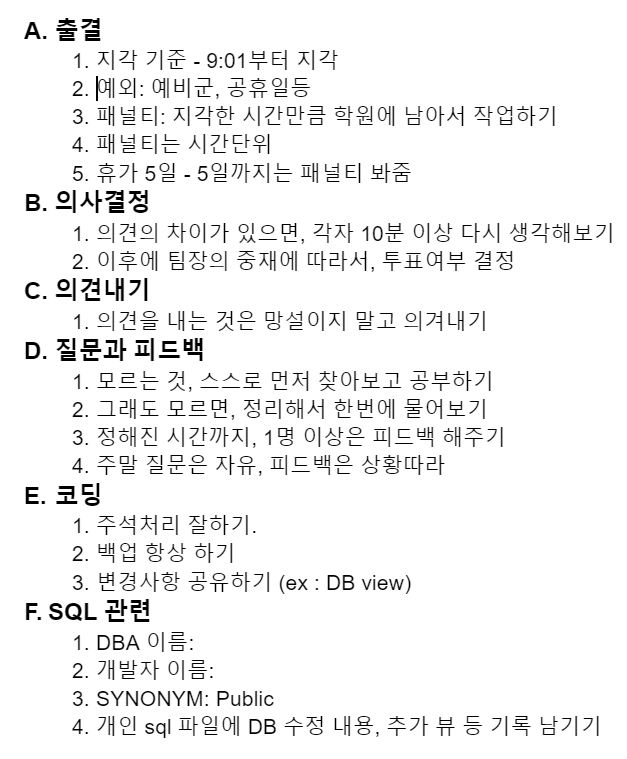 A. 출결
1. 지각 기준 - 9:01부터 지각
2. 예외: 예비군, 공휴일등
3. 패널티: 지각한 시간만큼 학원에 남아서 작업하기
4. 패널티는 시간단위
5. 휴가 5일 - 5일까지는 패널티 봐줌
B. 의사결정
1. 의견의 차이가 있으면, 각자 10분 이상 다시 생각해보기
2. 이후에 팀장의 중재에 따라서, 투표여부 결정
C. 의견내기
1. 의견을 내는 것은 망설이지 말고 의겨내기
D. 질문과 피드백
1. 모르는 것, 스스로 먼저 찾아보고 공부하기
2. 그래도 모르면, 정리해서 한번에 물어보기
3. 정해진 시간까지, 1명 이상은 피드백 해주기
4. 주말 질문은 자유, 피드백은 상황따라
E. 코딩
1. 주석처리 잘하기.
2. 백업 항상 하기
3. 변경사항 공유하기 (ex : DB view)
F. SQL 관련
1. DBA 이름:
2. 개발자 이름:
3. SYNONYM: Public
4. 개인 sql 파일에 DB 수정 내용, 추가 뷰 등 기록 남기기